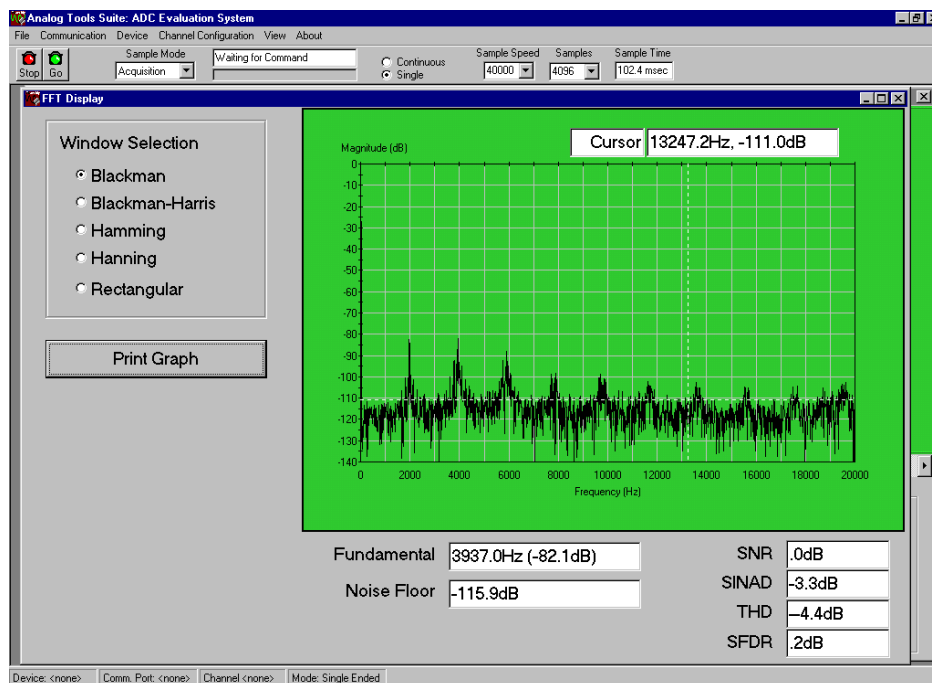 Analog Tools Suite: ADC Evaluation System
File Communication Device Channel Configuration View About
Stop Go
Sample Mode
Acquisition
Waiting for Command
Continuous
Single
Sample Speed
40000
Samples
4096
Sample Time
102.4 msec
FFT Display
Window Selection
Blackman
Blackman-Harris
Hamming
Hanning
Rectangular
Print Graph
Cursor 13247.2Hz, -111.0dB
Magnitude (dB)
0
-10
-20
-30
-40
-50
-60
-70
-80
-90
-100
-110
-120
-130
-140
0 2000 4000 6000 8000 10000 12000 14000 16000 18000 20000
Frequency (Hz)
Fundamental 3937.0Hz (-82.1dB)
Noise Floor -115.9dB
SNR .0dB
SINAD -3.3dB
THD –4.4dB
SFDR .2dB
Device: <none> Comm. Port: <none> Channel <none> Mode: Single Ended